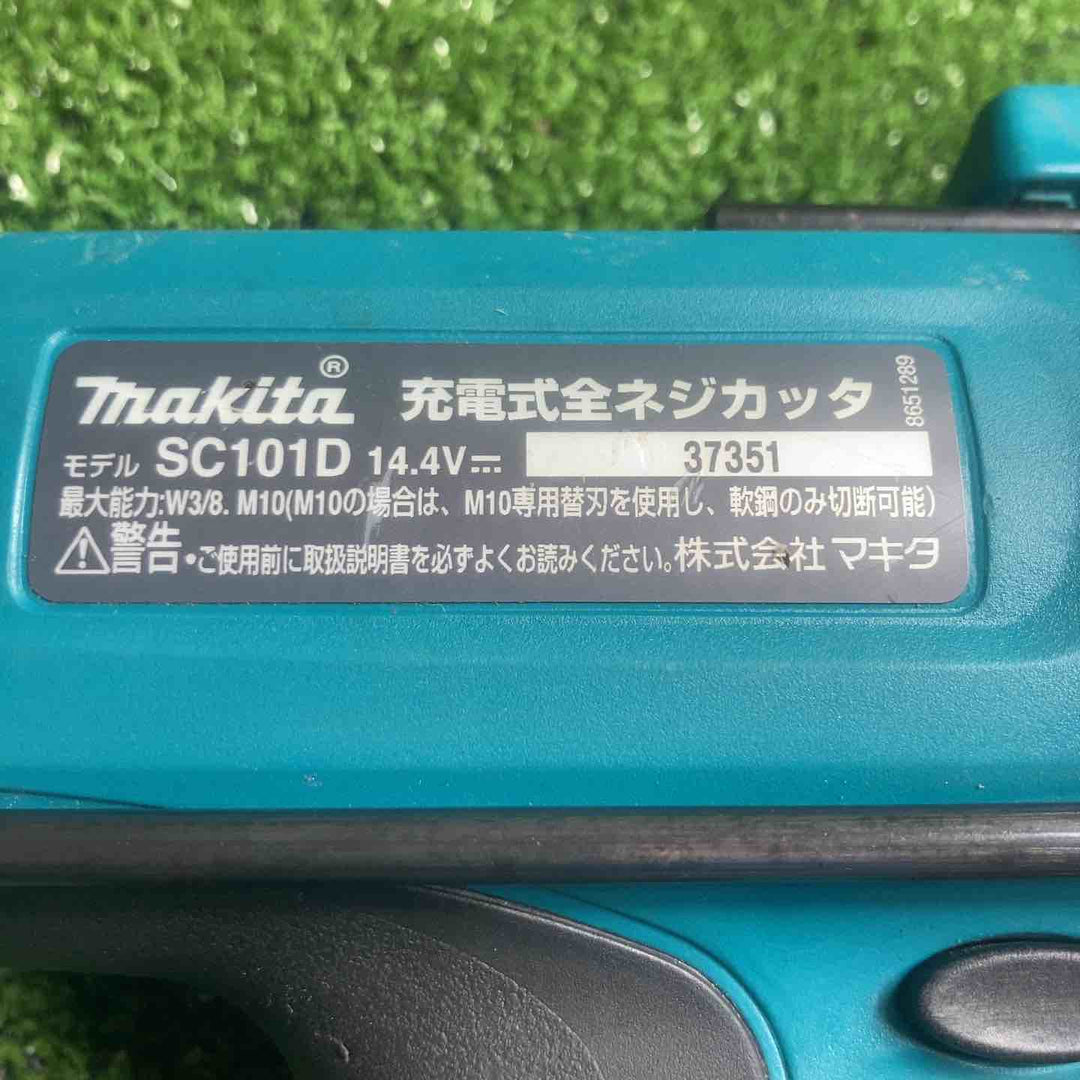 makita® 充電式全ネジカッタ
モデル SC101D 14.4V⎓ 37351
最大能力:W3/8. M10(M10の場合は、M10専用替刃を使用し、軟鋼のみ切断可能)
⚠警告・ご使用前に取扱説明書を必ずよくお読みください。株式会社 マキタ
8651289